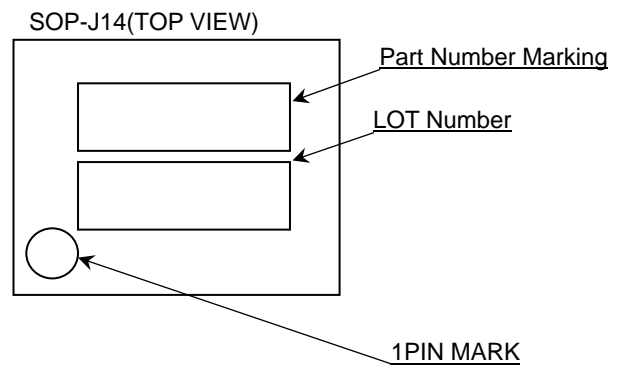 SOP-J14(TOP VIEW)
Part Number Marking
LOT Number
1PIN MARK